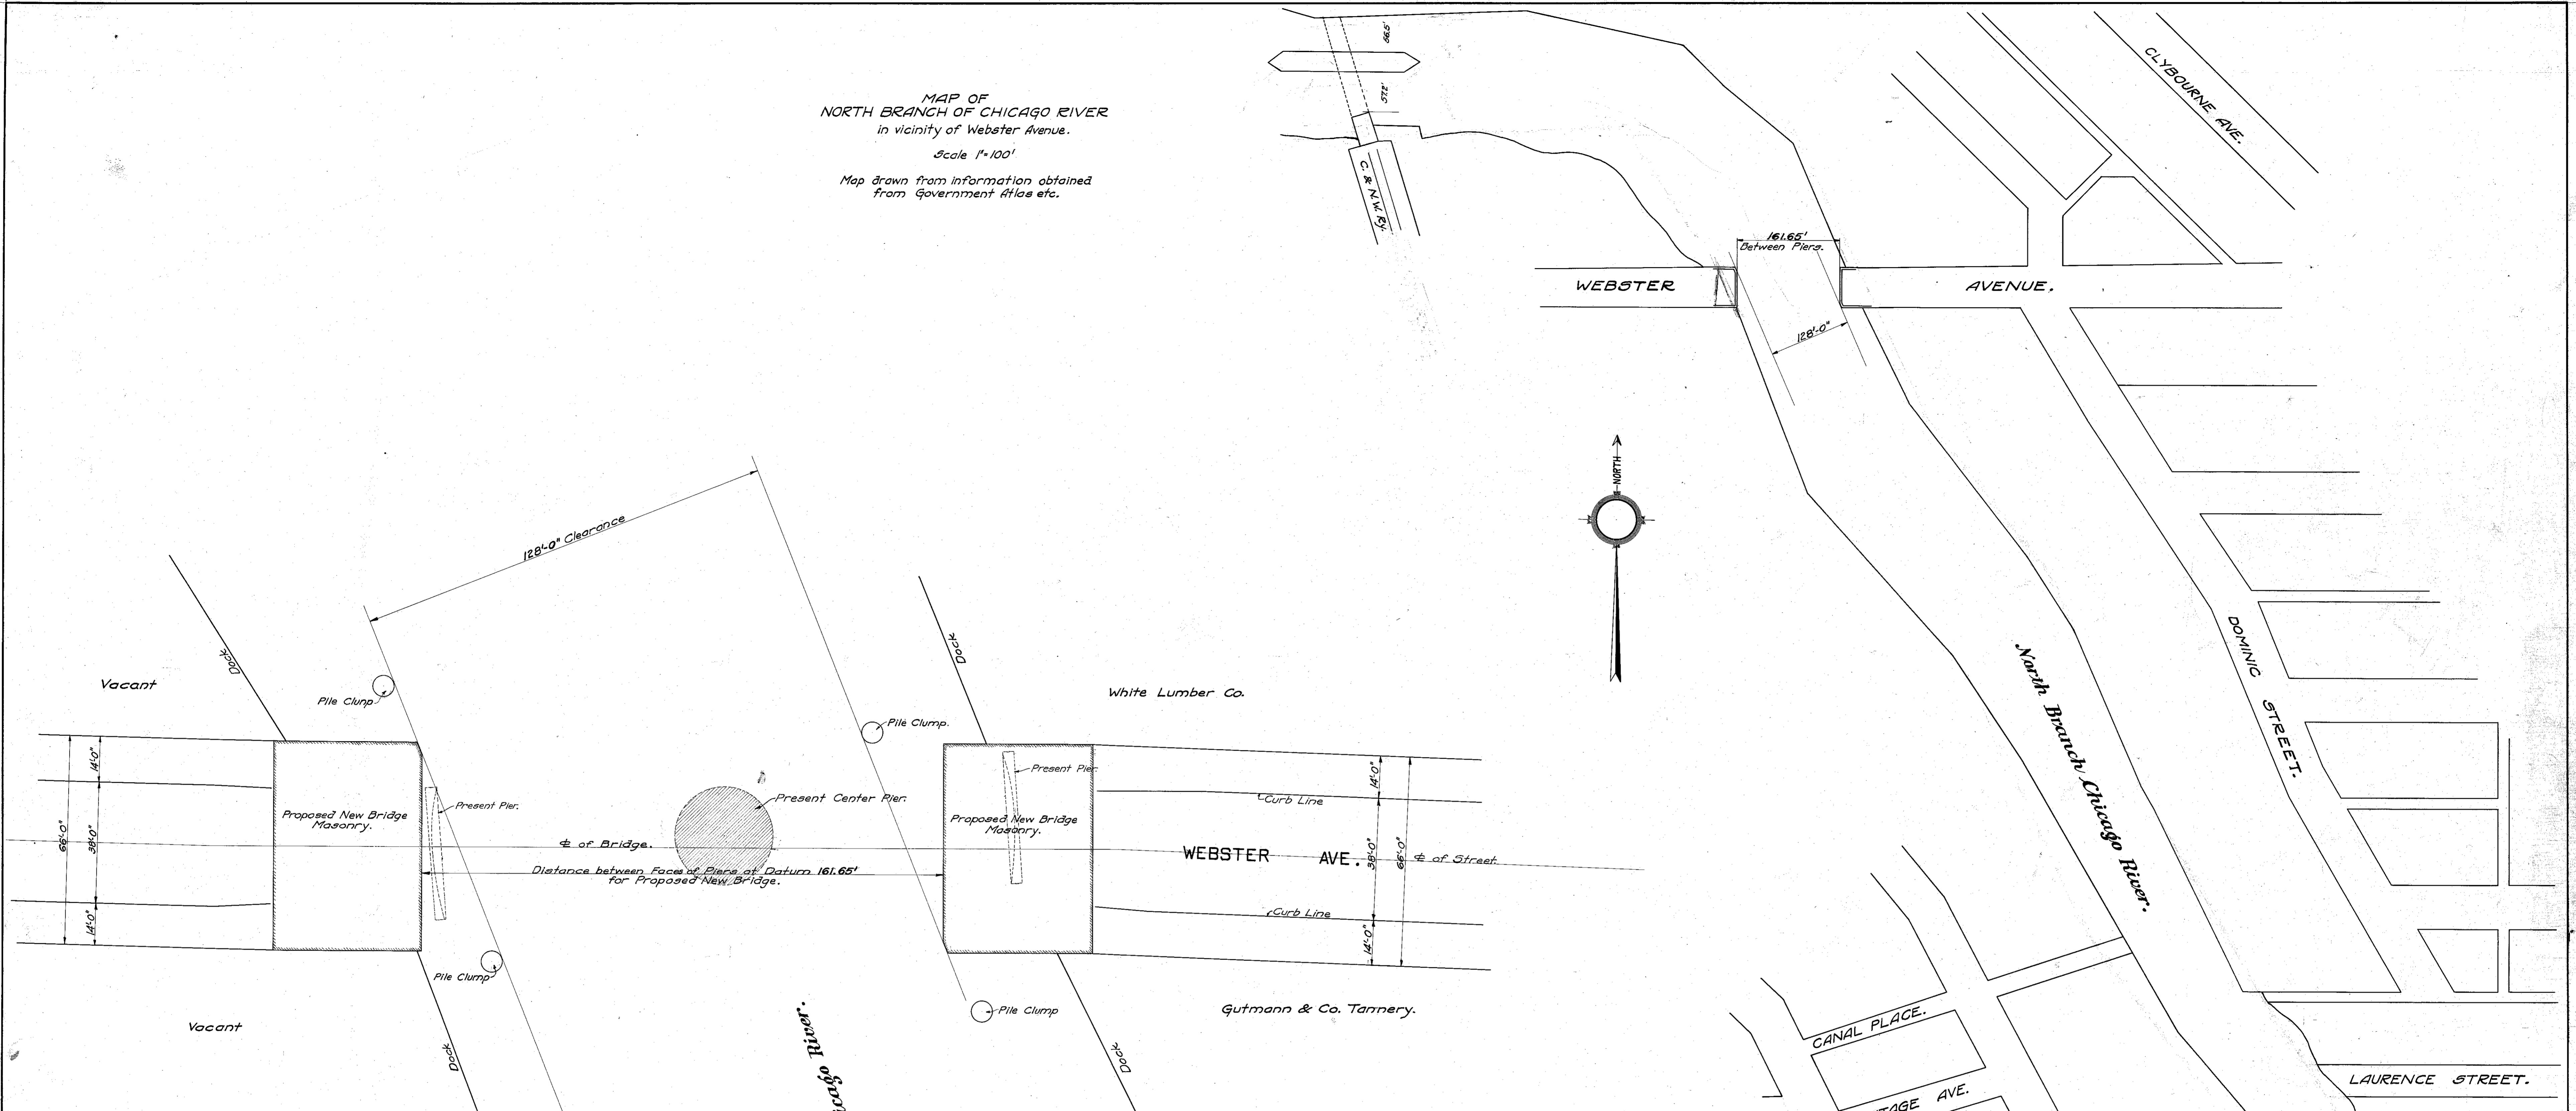 MAP OF
NORTH BRANCH OF CHICAGO RIVER
in vicinity of Webster Avenue.
Scale 1"=100'
Map drawn from information obtained
from Government Atlas etc.
56.5'
57.2'
C. & N.W. Ry.
CLYBOURNE AVE.
161.65'
Between Piers.
WEBSTER
AVENUE.
128'-0"
NORTH
DOMINIC STREET.
North Branch Chicago River.
CANAL PLACE.
AVE.
LAURENCE STREET.
128'-0" Clearance
Dock
Dock
Vacant
Pile Clunp
White Lumber Co.
Pile Clump.
14'-0"
38'-0"
66'-0"
14'-0"
Proposed New Bridge
Masonry.
Present Pier.
Present Center Pier.
₵ of Bridge.
Distance between Faces of Piers at Datum 161.65'
for Proposed New Bridge.
Present Pier.
Proposed New Bridge
Masonry.
Curb Line
14'-0"
WEBSTER AVE.
38'-0"
66'-0"
₵ of Street.
Curb Line
14'-0"
Pile Clump
Pile Clump
Gutmann & Co. Tannery.
Vacant
Dock
River.
Dock